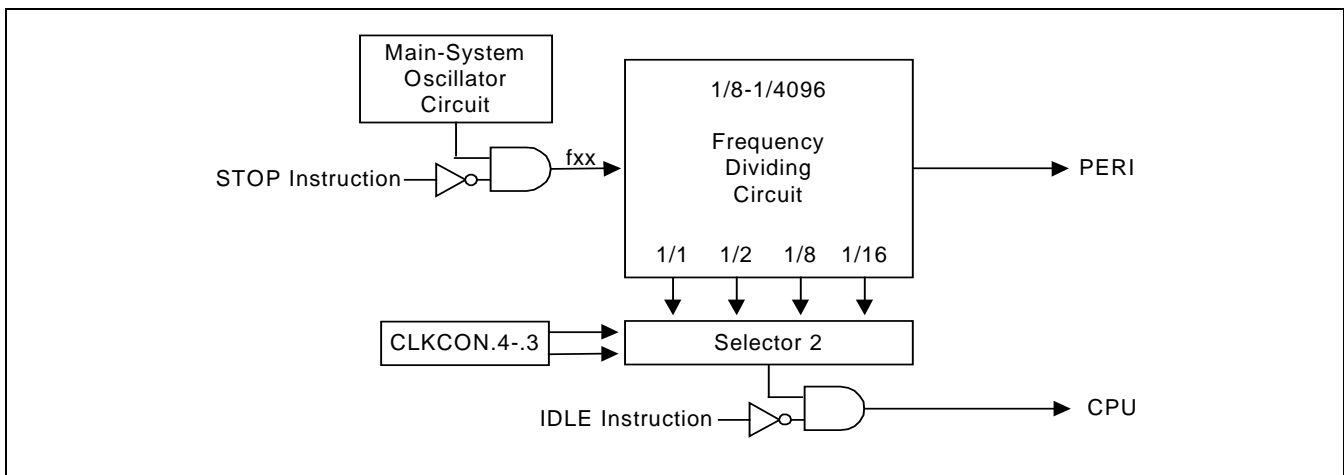 Main-System
Oscillator
Circuit
1/8-1/4096
Frequency
Dividing
Circuit
fxx
STOP Instruction
PERI
1/1 1/2 1/8 1/16
CLKCON.4-.3
Selector 2
IDLE Instruction
CPU